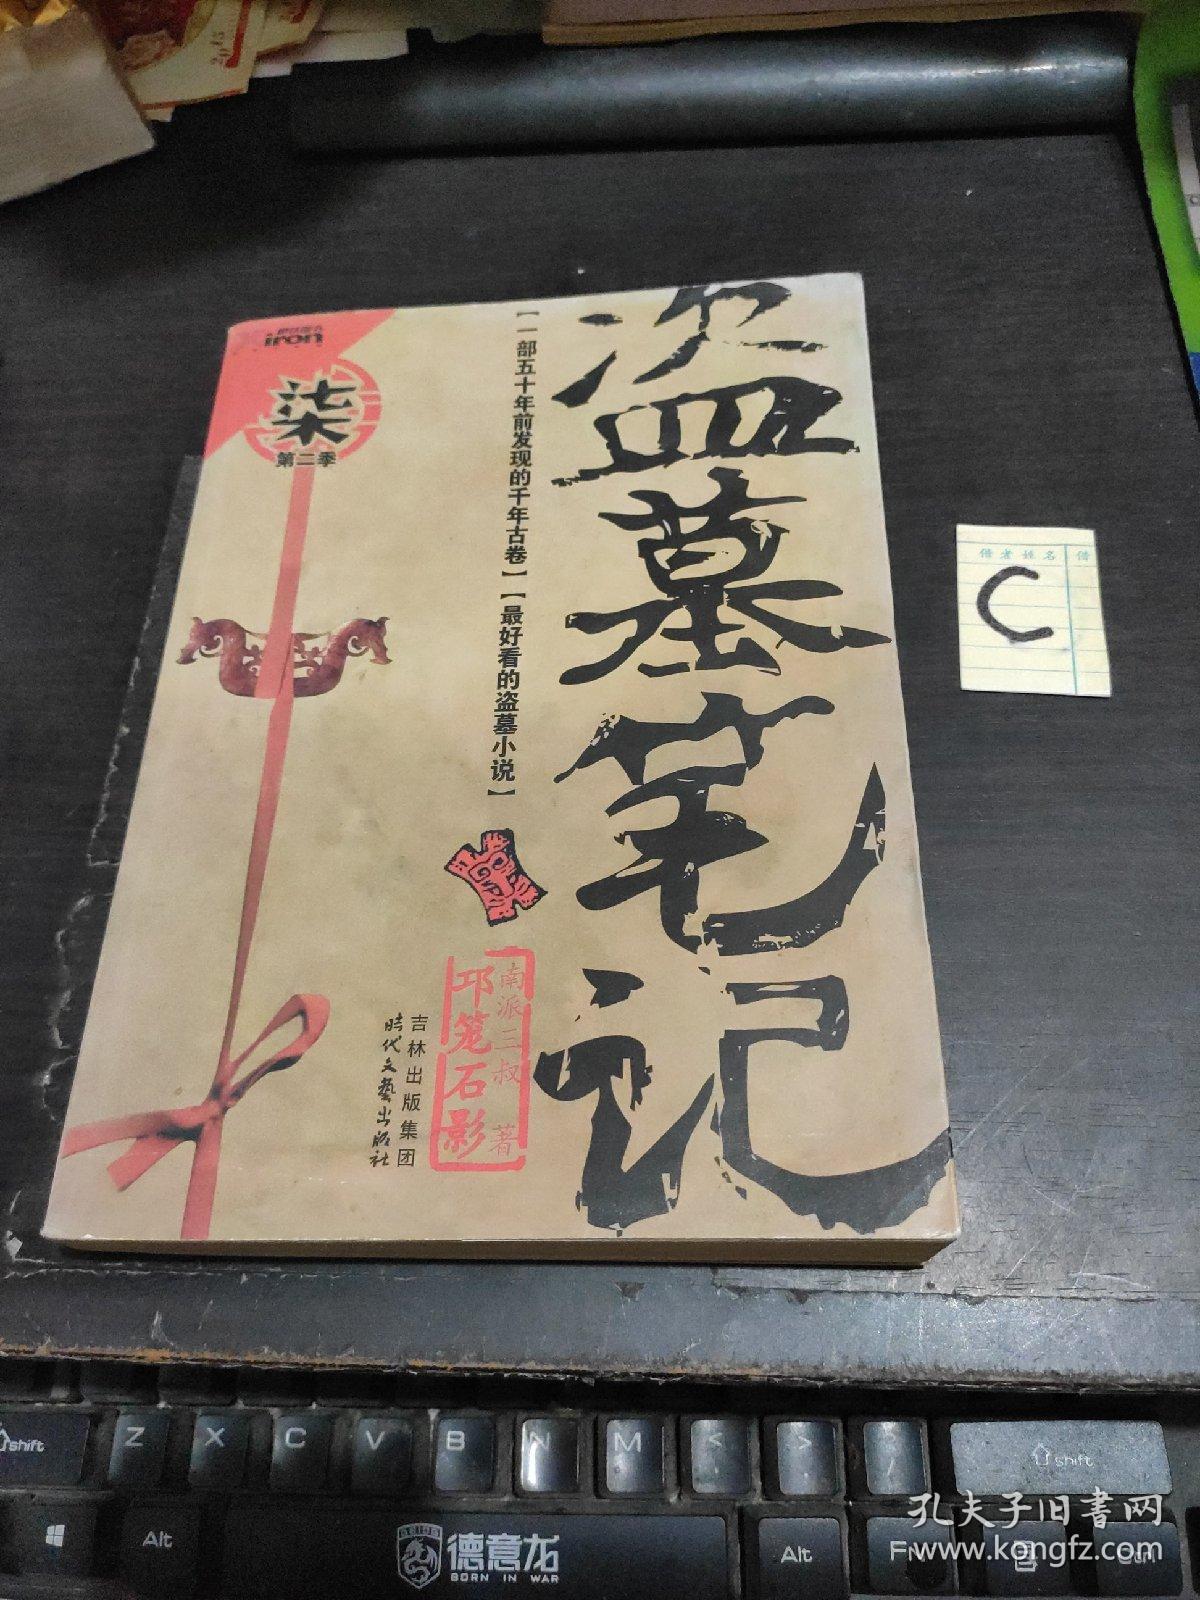 盗墓笔记
【一部五十年前发现的千年古卷】【最好看的盗墓小说】
iron
柒
第二季
南派三叔 著
邛笼石影
吉林出版集团
时代文艺出版社
借者姓名 借
C
shift
Z
X
C
V
B
N
M
<
,
>
.
?
/
shift
Alt
德意龙
BORN IN WAR
Alt
Fn
孔夫子旧書网
www.kongfz.com